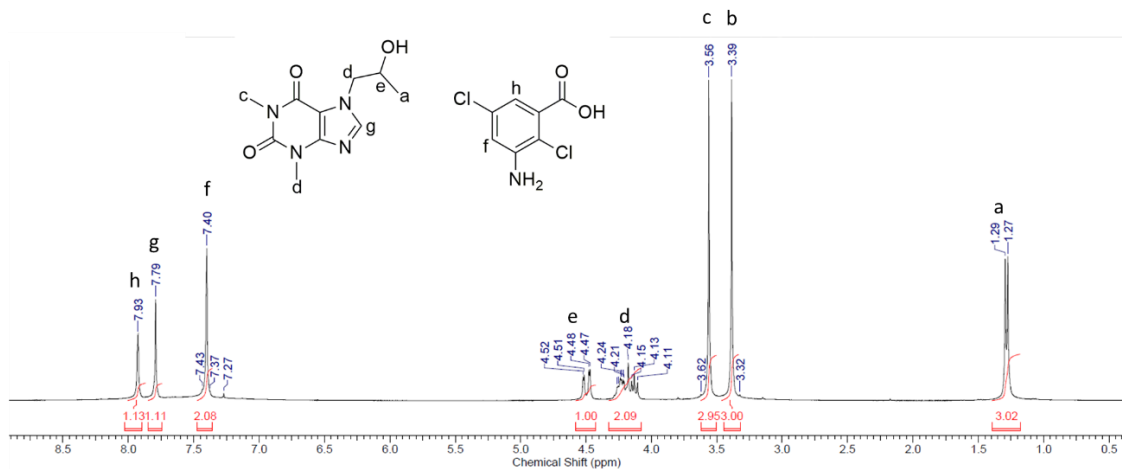 c b
3.56
3.39
OH
d
e
a
O
c
N
N
g
O
N
N
d
O
Cl
h
OH
f
Cl
NH2
f
7.40
g
h
7.93
7.79
7.43
7.37
7.27
e
d
4.52
4.51
4.48
4.47
4.24
4.21
4.18
4.15
4.13
4.11
3.62
3.32
a
1.29
1.27
1.13 1.11 2.08 1.00 2.09 2.95 3.00 3.02
8.5 8.0 7.5 7.0 6.5 6.0 5.5 5.0 4.5 4.0 3.5 3.0 2.5 2.0 1.5 1.0 0.5
Chemical Shift (ppm)